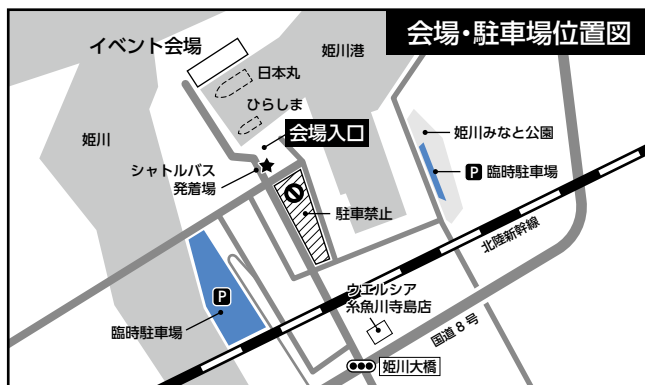 会場・駐車場位置図
イベント会場
姫川港
日本丸
ひらしま
姫川
会場入口
姫川みなと公園
シャトルバス
発着場
P 臨時駐車場
駐車禁止
北陸新幹線
P
臨時駐車場
ウエルシア
糸魚川寺島店
国道8号
姫川大橋